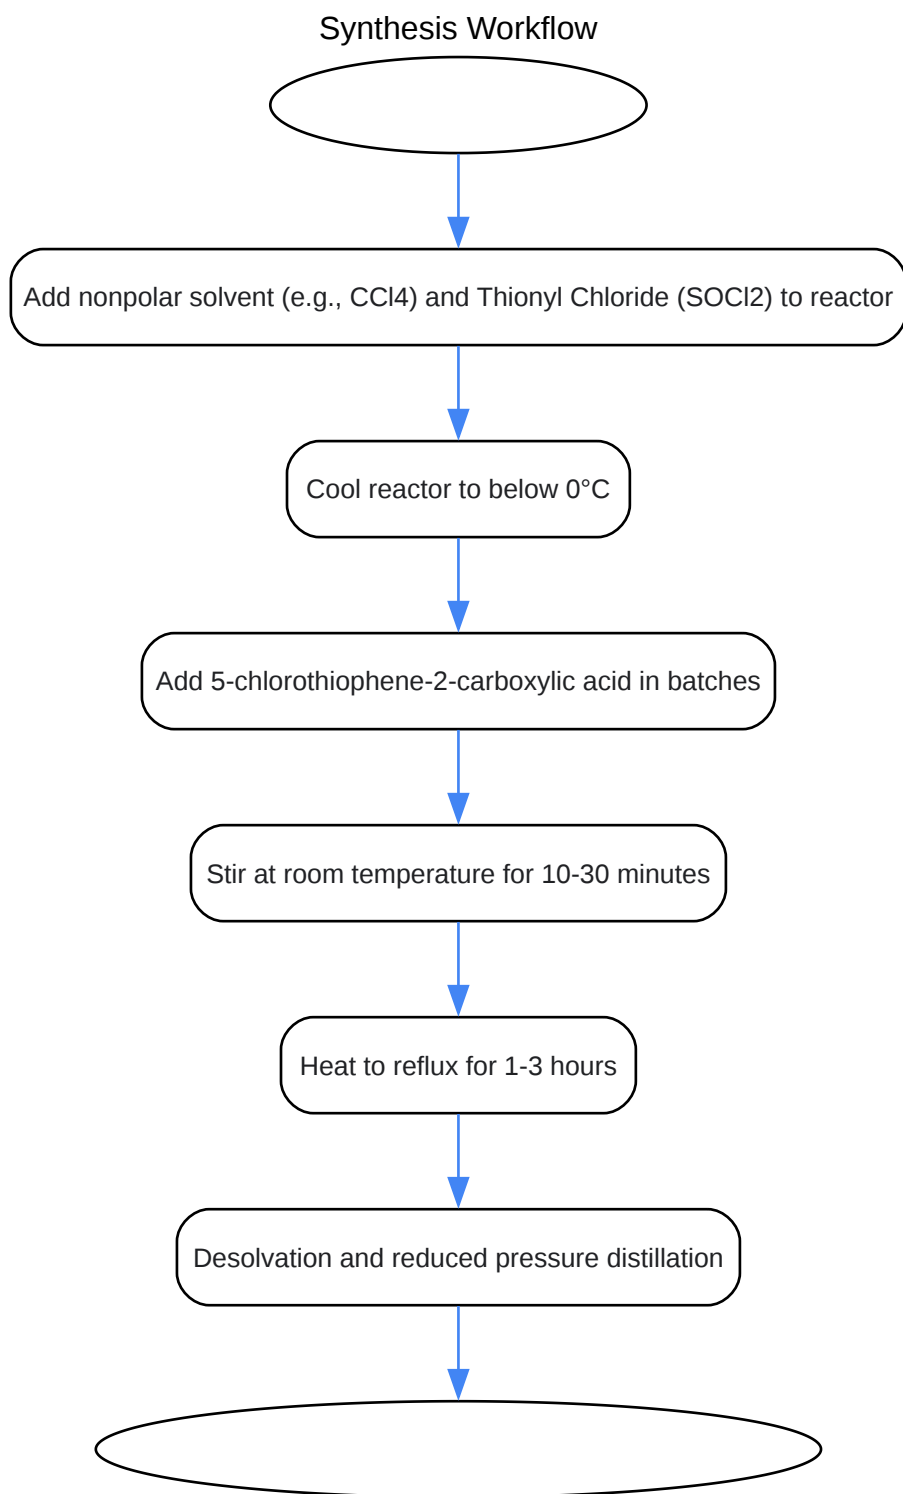 Synthesis Workflow
Add nonpolar solvent (e.g., CCl4) and Thionyl Chloride (SOCl2) to reactor
Cool reactor to below 0°C
Add 5-chlorothiophene-2-carboxylic acid in batches
Stir at room temperature for 10-30 minutes
Heat to reflux for 1-3 hours
Desolvation and reduced pressure distillation